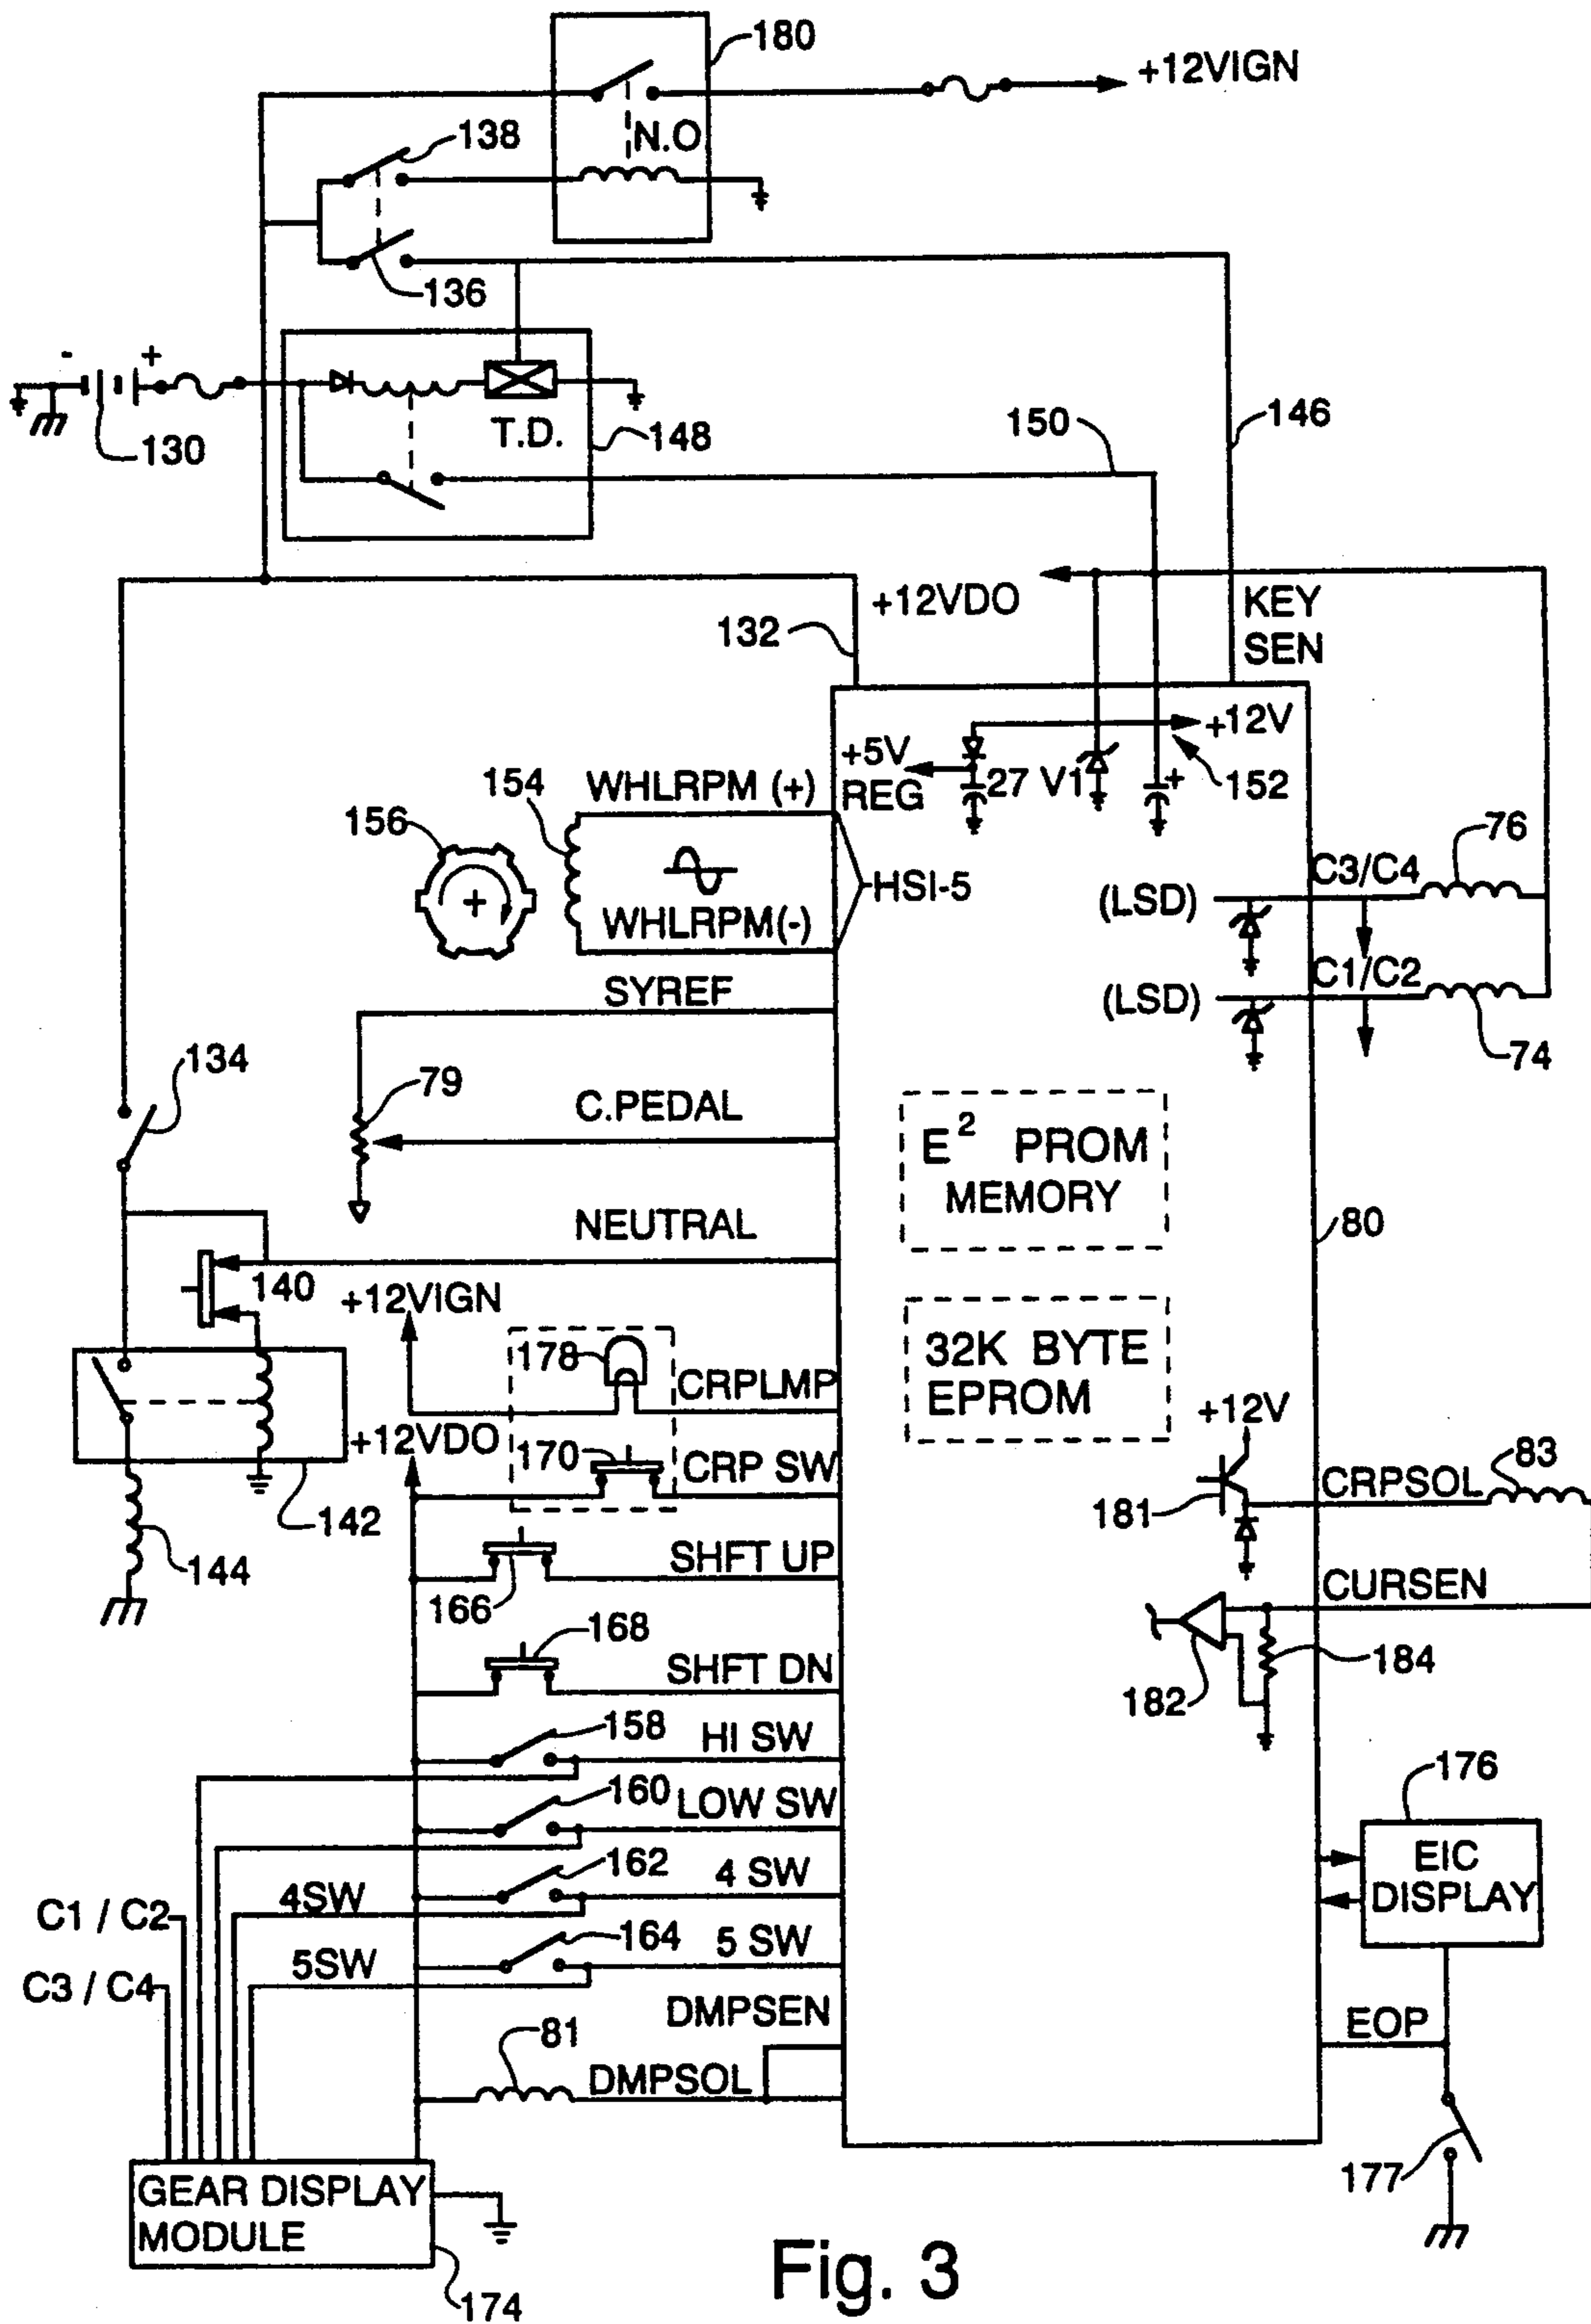 180
+12VIGN
138
N.O
136
- +
130
T.D.
148
150
146
+12VDO
KEY
SEN
132
+12V
+5V
REG
27 V1
152
154
WHLRPM (+)
156
HSI-5
WHLRPM(-)
76
C3/C4
(LSD)
C1/C2
(LSD)
74
SYREF
134
79
C.PEDAL
E2 PROM
MEMORY
NEUTRAL
80
140
+12VIGN
178
CRPLMP
32K BYTE
EPROM
+12VDO
170
CRP SW
+12V
CRPSOL
83
181
142
144
SHFT UP
166
CURSEN
168
SHFT DN
184
182
158
HI SW
160
LOW SW
176
EIC
DISPLAY
162
4 SW
4SW
C1 / C2
164
5 SW
5SW
C3 / C4
DMPSEN
EOP
81
DMPSOL
177
GEAR DISPLAY
MODULE
174
Fig. 3